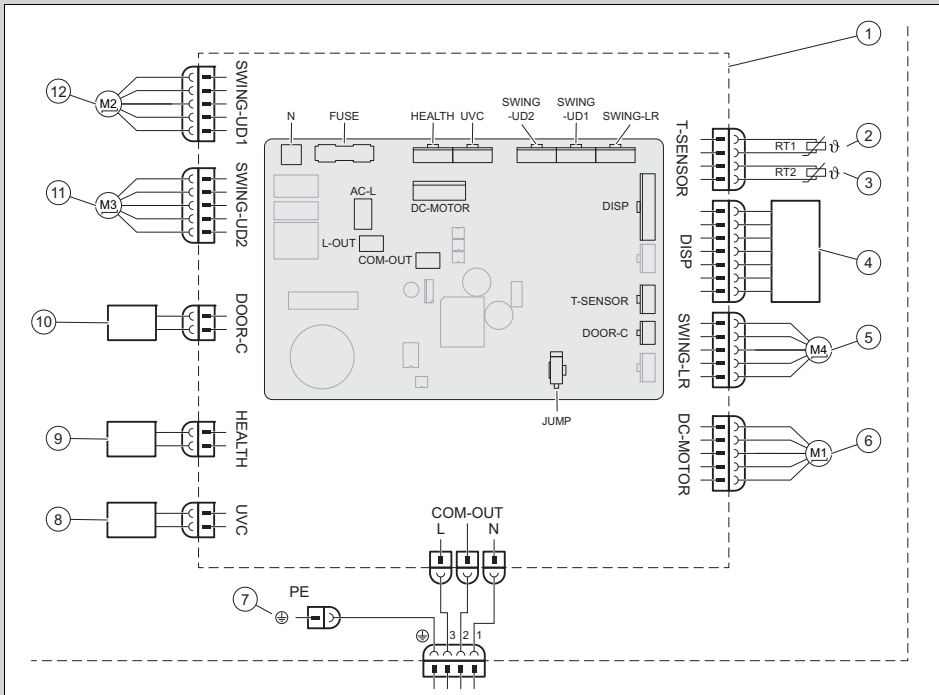 1
12
M2
SWING-UD1
SWING
-UD2
SWING
-UD1
N
FUSE
HEALTH
UVC
SWING-LR
T-SENSOR
RT1
ϑ
2
RT2
ϑ
3
11
M3
SWING-UD2
AC-L
DC-MOTOR
DISP
L-OUT
COM-OUT
DISP
4
10
DOOR-C
T-SENSOR
DOOR-C
SWING-LR
M4
5
JUMP
9
HEALTH
DC-MOTOR
M1
6
8
UVC
COM-OUT
L
N
7
PE
3
2
1